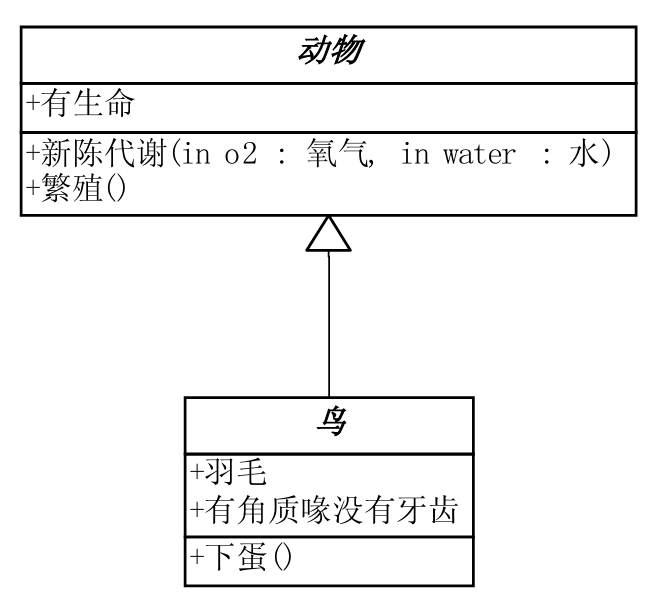 动物
+有生命
+新陈代谢(in o2 : 氧气, in water : 水)
+繁殖()
鸟
+羽毛
+有角质喙没有牙齿
+下蛋()